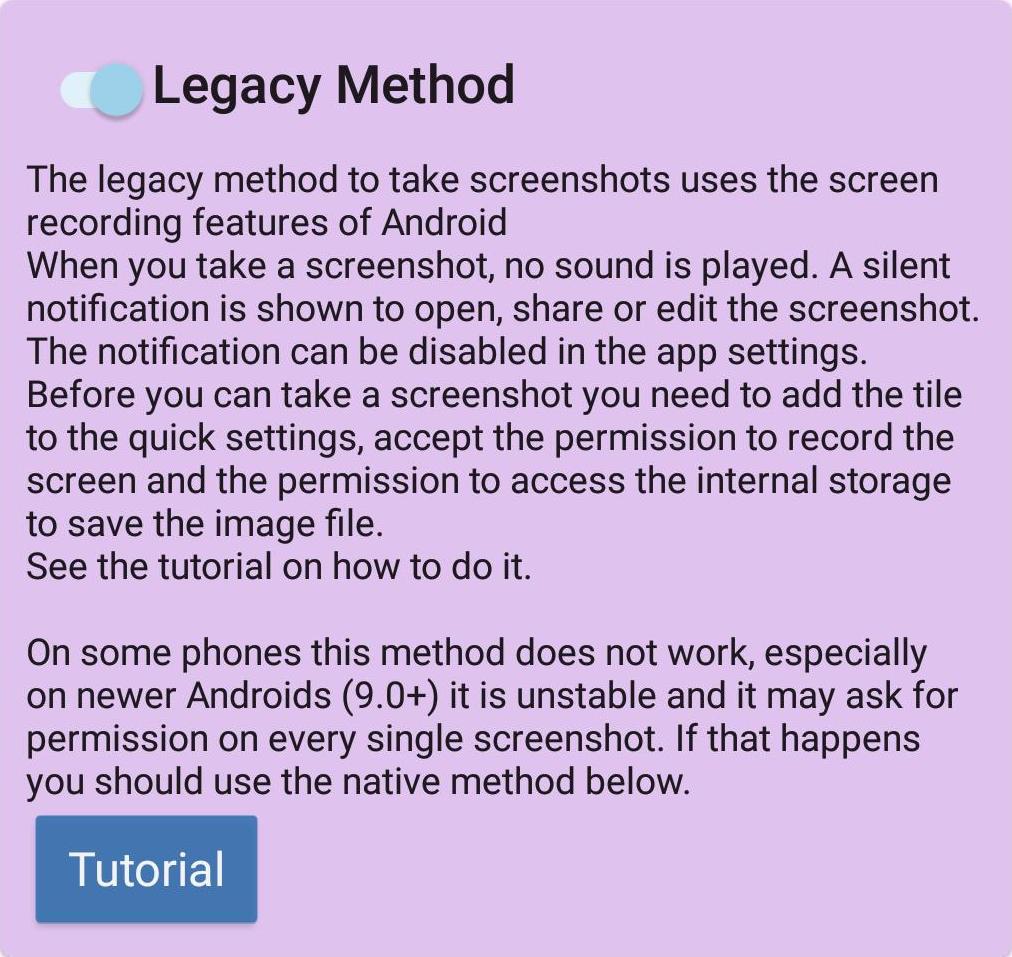 Legacy Method
The legacy method to take screenshots uses the screen
recording features of Android
When you take a screenshot, no sound is played. A silent
notification is shown to open, share or edit the screenshot.
The notification can be disabled in the app settings.
Before you can take a screenshot you need to add the tile
to the quick settings, accept the permission to record the
screen and the permission to access the internal storage
to save the image file.
See the tutorial on how to do it.
On some phones this method does not work, especially
on newer Androids (9.0+) it is unstable and it may ask for
permission on every single screenshot. If that happens
you should use the native method below.
Tutorial